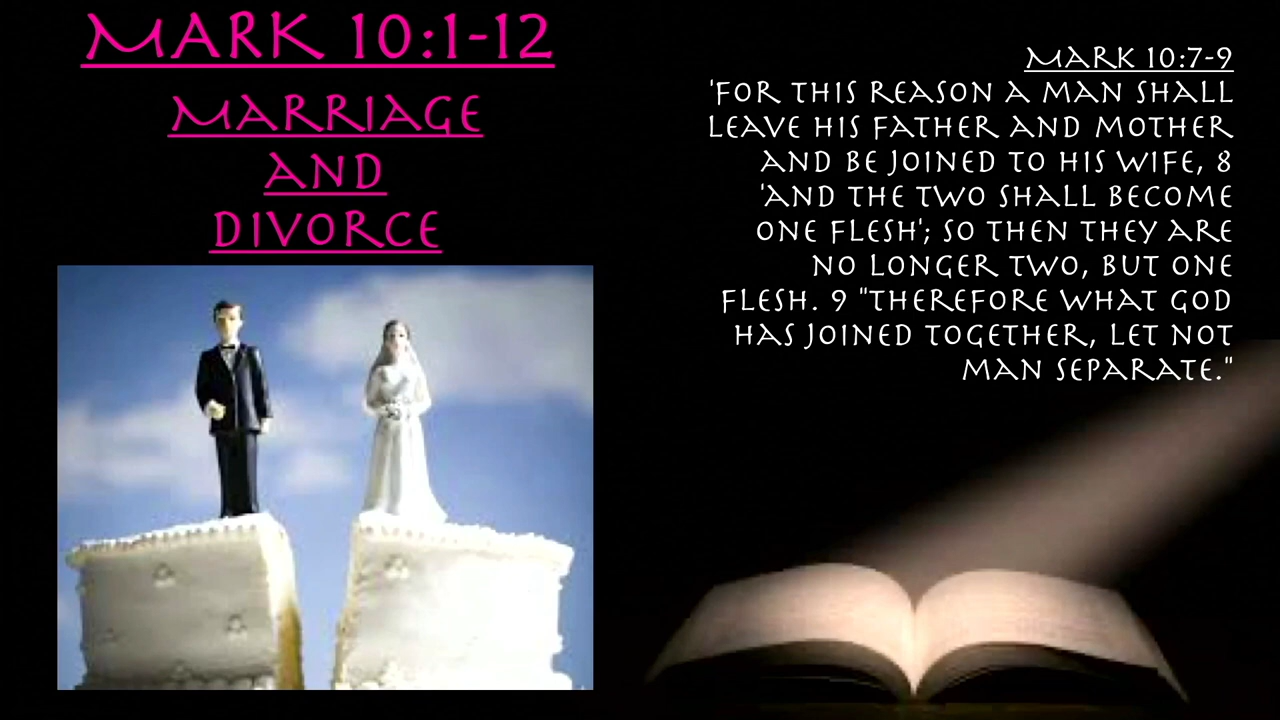 MARK 10:1-12
MARRIAGE
AND
DIVORCE
MARK 10:7-9
'FOR THIS REASON A MAN SHALL
LEAVE HIS FATHER AND MOTHER
AND BE JOINED TO HIS WIFE, 8
'AND THE TWO SHALL BECOME
ONE FLESH'; SO THEN THEY ARE
NO LONGER TWO, BUT ONE
FLESH. 9 "THEREFORE WHAT GOD
HAS JOINED TOGETHER, LET NOT
MAN SEPARATE."